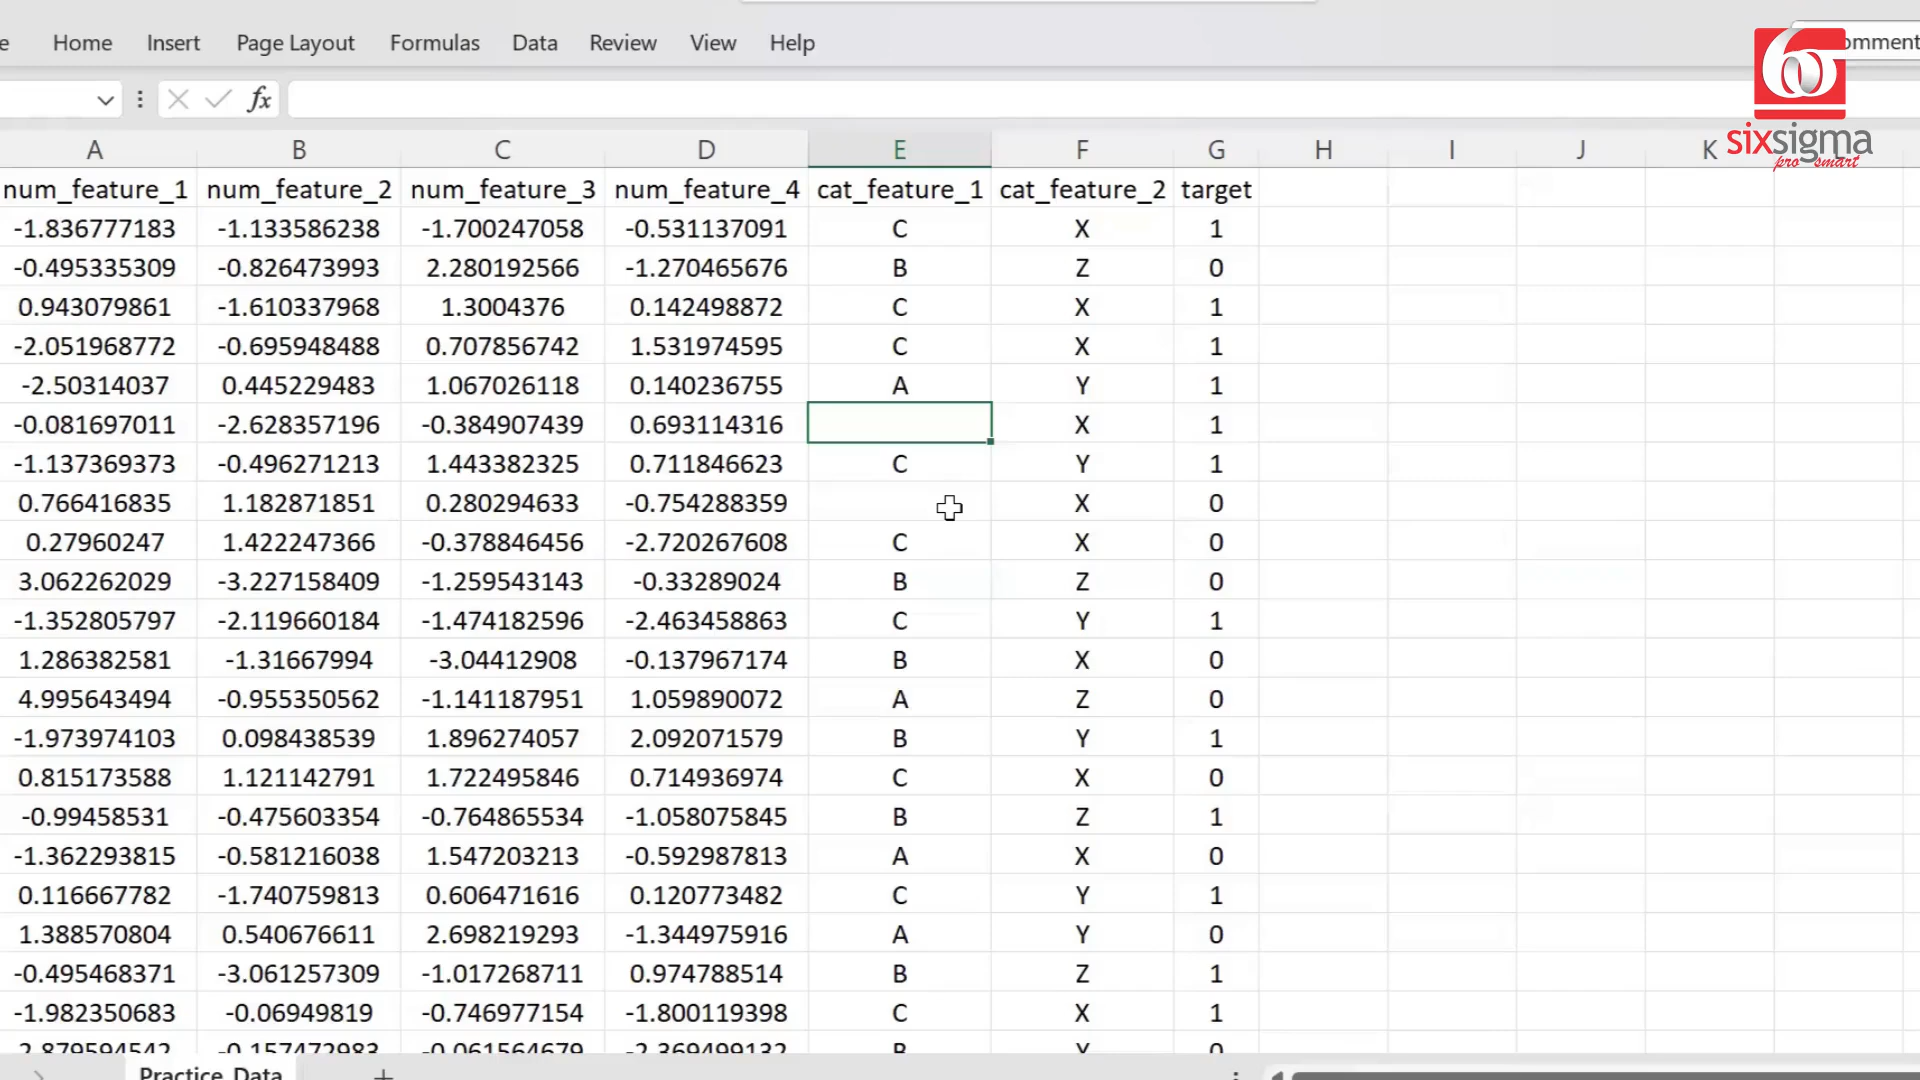 Home Insert Page Layout Formulas Data Review View Help
fx
A B C D E F G H I J K
num_feature_1 num_feature_2 num_feature_3 num_feature_4 cat_feature_1 cat_feature_2 target
-1.836777183 -1.133586238 -1.700247058 -0.531137091 C X 1
-0.495335309 -0.826473993 2.280192566 -1.270465676 B Z 0
0.943079861 -1.610337968 1.3004376 0.142498872 C X 1
-2.051968772 -0.695948488 0.707856742 1.531974595 C X 1
-2.50314037 0.445229483 1.067026118 0.140236755 A Y 1
-0.081697011 -2.628357196 -0.384907439 0.693114316 X 1
-1.137369373 -0.496271213 1.443382325 0.711846623 C Y 1
0.766416835 1.182871851 0.280294633 -0.754288359 X 0
0.27960247 1.422247366 -0.378846456 -2.720267608 C X 0
3.062262029 -3.227158409 -1.259543143 -0.33289024 B Z 0
-1.352805797 -2.119660184 -1.474182596 -2.463458863 C Y 1
1.286382581 -1.31667994 -3.04412908 -0.137967174 B X 0
4.995643494 -0.955350562 -1.141187951 1.059890072 A Z 0
-1.973974103 0.098438539 1.896274057 2.092071579 B Y 1
0.815173588 1.121142791 1.722495846 0.714936974 C X 0
-0.99458531 -0.475603354 -0.764865534 -1.058075845 B Z 1
-1.362293815 -0.581216038 1.547203213 -0.592987813 A X 0
0.116667782 -1.740759813 0.606471616 0.120773482 C Y 1
1.388570804 0.540676611 2.698219293 -1.344975916 A Y 0
-0.495468371 -3.061257309 -1.017268711 0.974788514 B Z 1
-1.982350683 -0.06949819 -0.746977154 -1.800119398 C X 1
2.879594542 -0.157472983 -0.061564679 -2.369499132 B Y 0
Practice_Data
sixsigma
pro smart